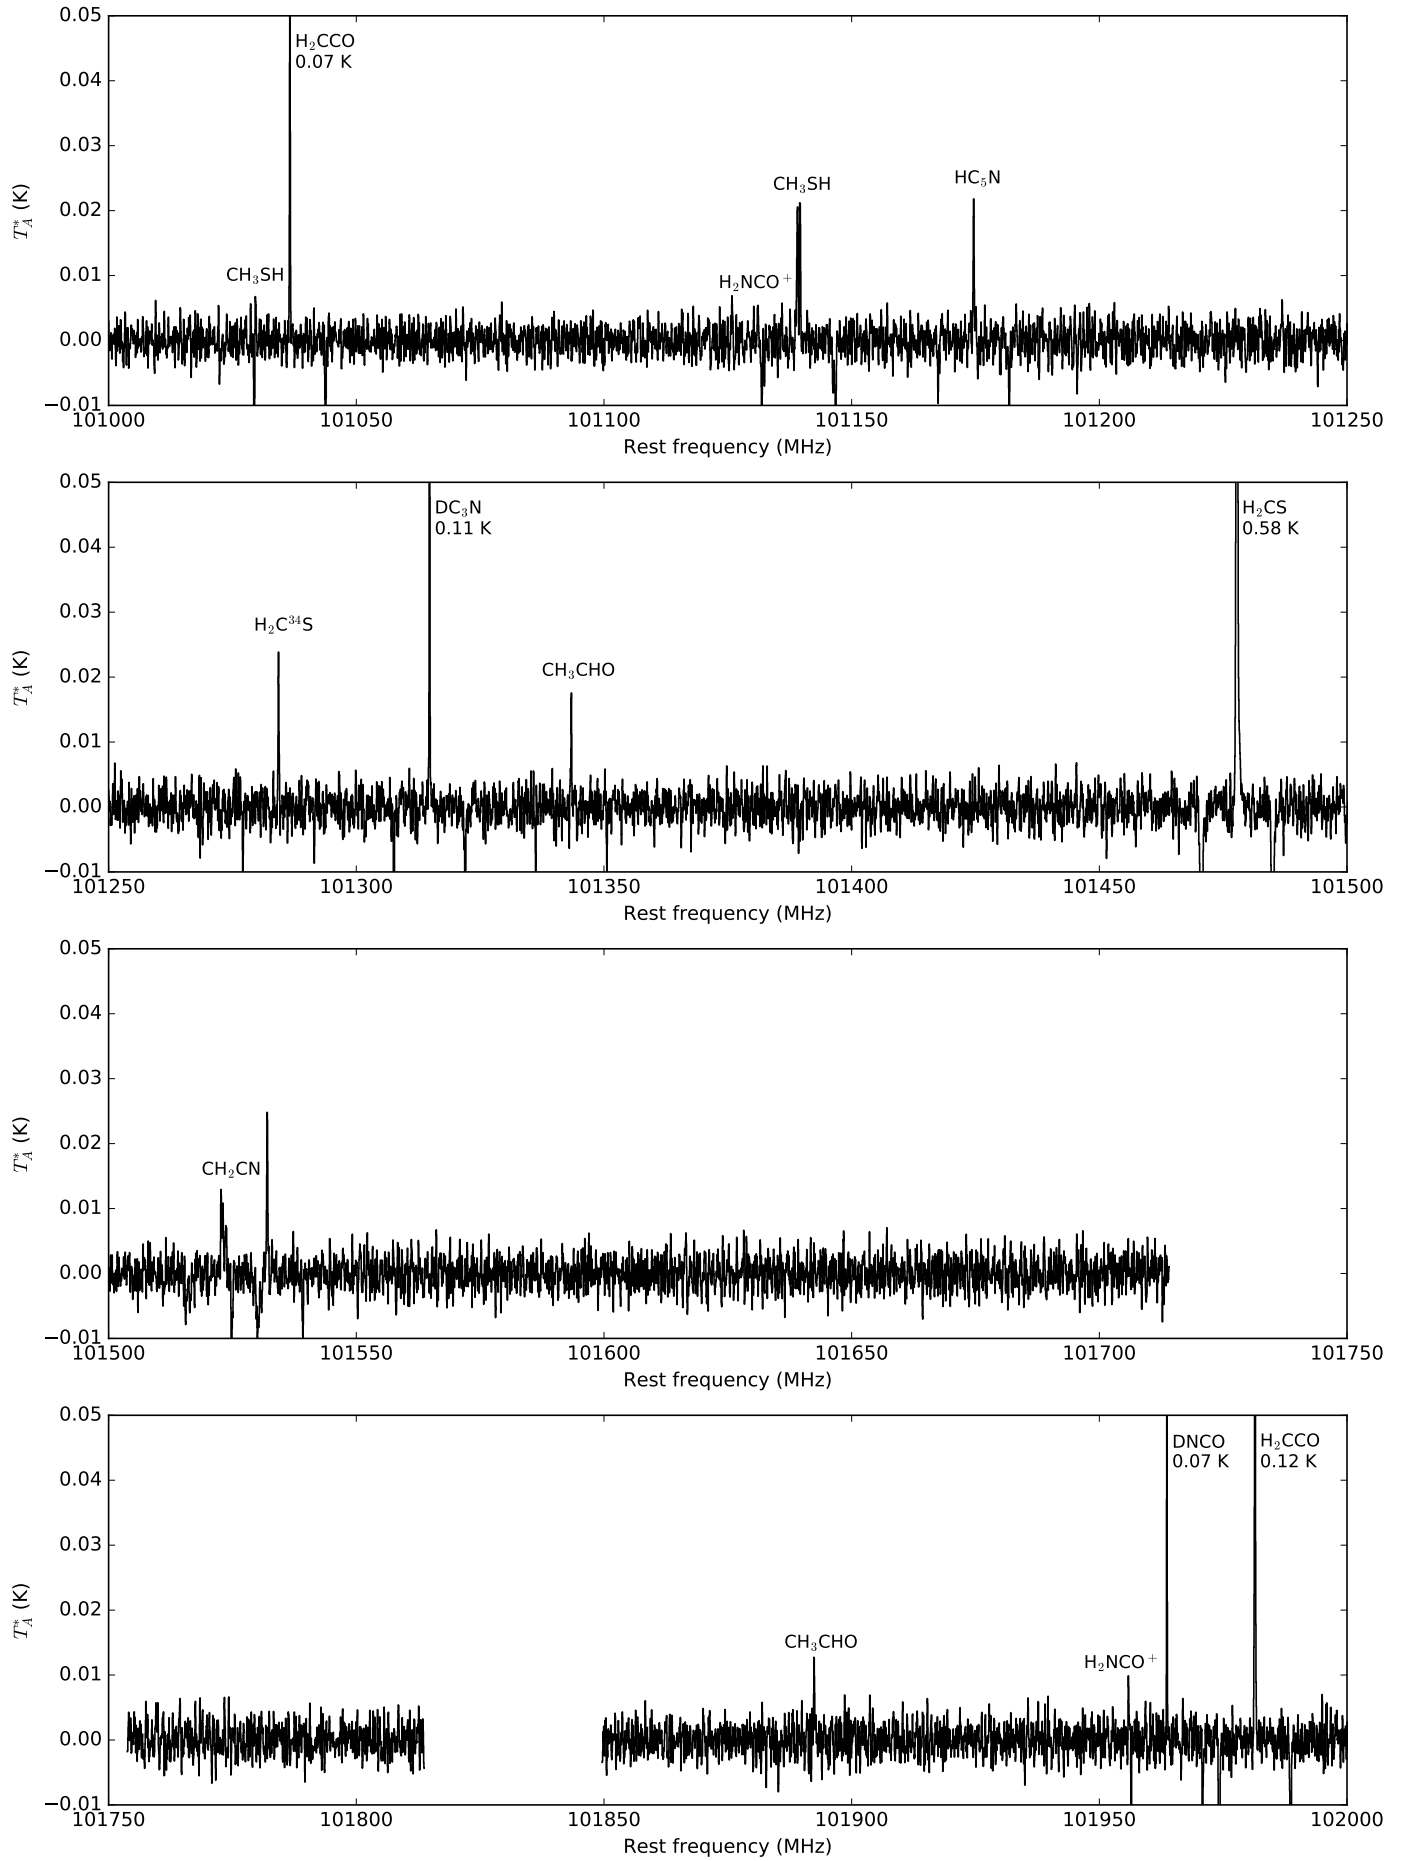 0.05
H₂CCO
0.07 K
0.04
0.03
T*A (K)
CH₃SH
HC₅N
0.02
CH₃SH
H₂NCO⁺
0.01
0.00
−0.01
101000 101050 101100 101150 101200 101250
Rest frequency (MHz)
0.05
DC₃N
0.11 K
H₂CS
0.58 K
0.04
0.03
H₂C³⁴S
T*A (K)
CH₃CHO
0.02
0.01
0.00
−0.01
101250 101300 101350 101400 101450 101500
Rest frequency (MHz)
0.05
0.04
0.03
T*A (K)
0.02
CH₂CN
0.01
0.00
−0.01
101500 101550 101600 101650 101700 101750
Rest frequency (MHz)
0.05
DNCO
0.07 K
H₂CCO
0.12 K
0.04
0.03
T*A (K)
0.02
CH₃CHO
H₂NCO⁺
0.01
0.00
−0.01
101750 101800 101850 101900 101950 102000
Rest frequency (MHz)